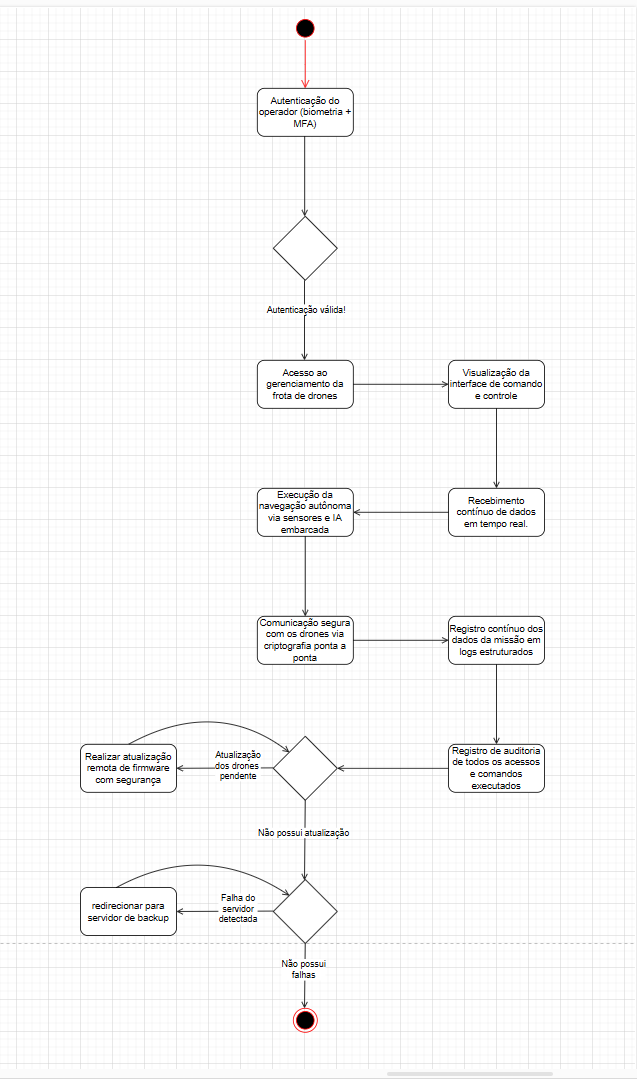 Autenticação do
operador (biometria +
MFA)
Autenticação válida!
Acesso ao
gerenciamento da
frota de drones
Visualização da
interface de comando
e controle
Recebimento
contínuo de dados
em tempo real.
Execução da
navegação autônoma
via sensores e IA
embarcada
Comunicação segura
com os drones via
criptografia ponta a
ponta
Registro contínuo dos
dados da missão em
logs estruturados
Registro de auditoria
de todos os acessos
e comandos
executados
Atualização
dos drones
pendente
Realizar atualização
remota de firmware
com segurança
Não possui atualização
Falha do
servidor
detectada
redirecionar para
servidor de backup
Não possui
falhas